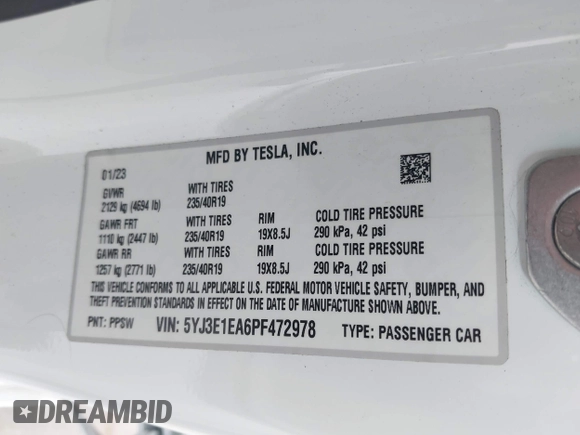 MFD BY TESLA, INC.
01/23
GVWR WITH TIRES
2129 kg (4694 lb) 235/40R19
GAWR FRT WITH TIRES RIM COLD TIRE PRESSURE
1110 kg (2447 lb) 235/40R19 19X8.5J 290 kPa, 42 psi
GAWR RR WITH TIRES RIM COLD TIRE PRESSURE
1257 kg (2771 lb) 235/40R19 19X8.5J 290 kPa, 42 psi
THIS VEHICLE CONFORMS TO ALL APPLICABLE U.S. FEDERAL MOTOR VEHICLE SAFETY, BUMPER, AND
THEFT PREVENTION STANDARDS IN EFFECT ON THE DATE OF MANUFACTURE SHOWN ABOVE.
PNT: PPSW VIN: 5YJ3E1EA6PF472978 TYPE: PASSENGER CAR
DREAMBID